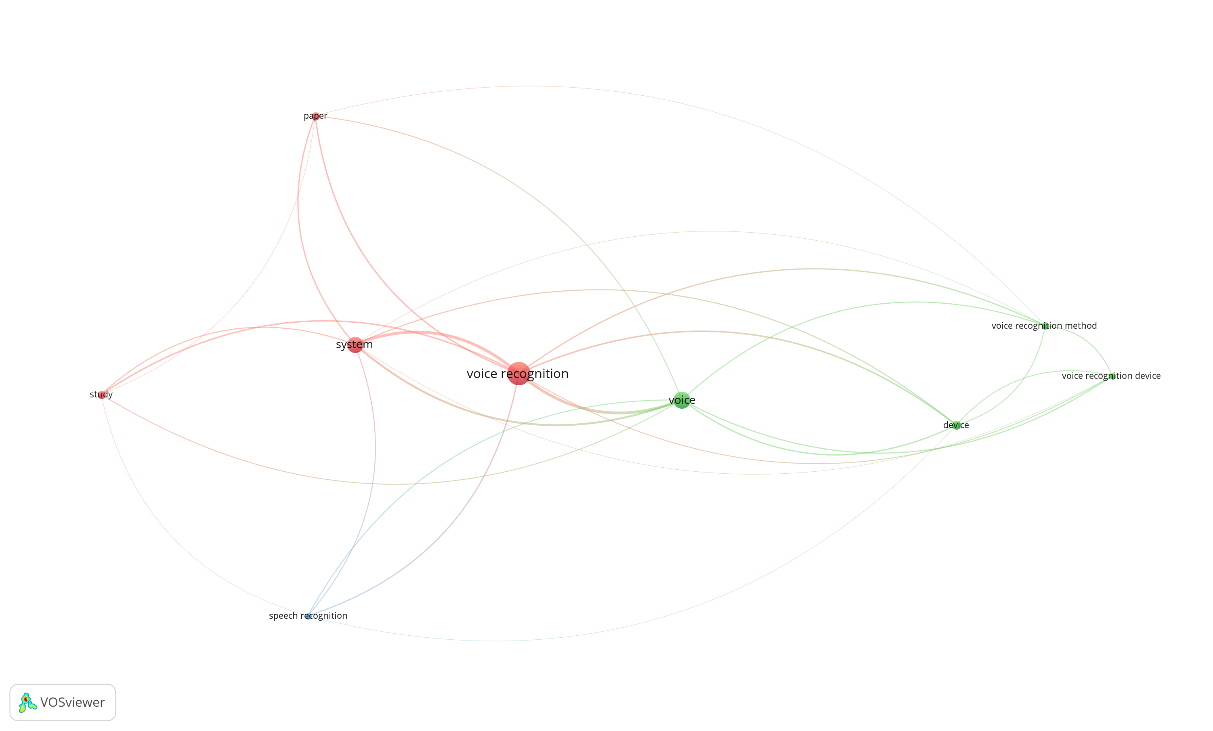 paper
voice recognition method
system
voice recognition
voice recognition device
study
voice
device
speech recognition
VOSviewer